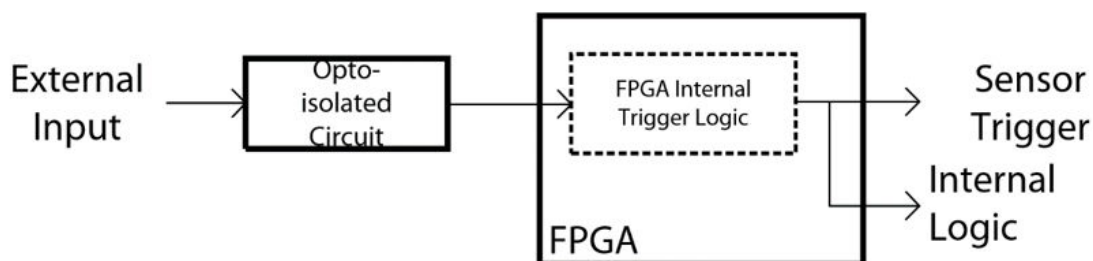 External
Input
Opto-
isolated
Circuit
FPGA Internal
Trigger Logic
Sensor
Trigger
Internal
Logic
FPGA